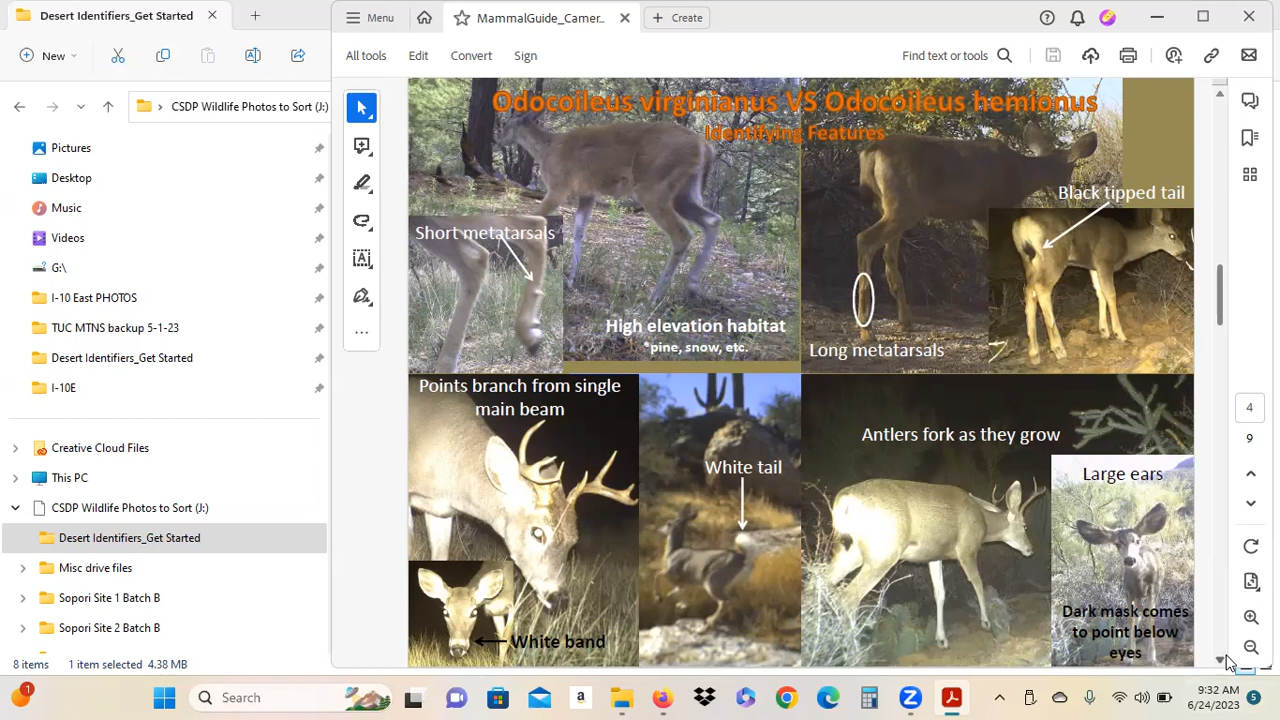 Desert Identifiers_Get Started
Menu
MammalGuide_Camer...
Create
New
All tools
Edit
Convert
Sign
Find text or tools
CSDP Wildlife Photos to Sort (J:)
Pictures
Desktop
Music
Videos
G:\
I-10 East PHOTOS
TUC MTNS backup 5-1-23
Desert Identifiers_Get Started
I-10E
Creative Cloud Files
This PC
CSDP Wildlife Photos to Sort (J:)
Desert Identifiers_Get Started
Misc drive files
Sopori Site 1 Batch B
Sopori Site 2 Batch B
8 items
1 item selected 4.38 MB
Odocoileus virginianus VS Odocoileus hemionus
Identifying Features
Short metatarsals
High elevation habitat
*pine, snow, etc.
Black tipped tail
Long metatarsals
Points branch from single
main beam
White tail
White band
Antlers fork as they grow
Large ears
Dark mask comes
to point below
eyes
4
9
1
Search
a
9:32 AM
6/24/2023
5